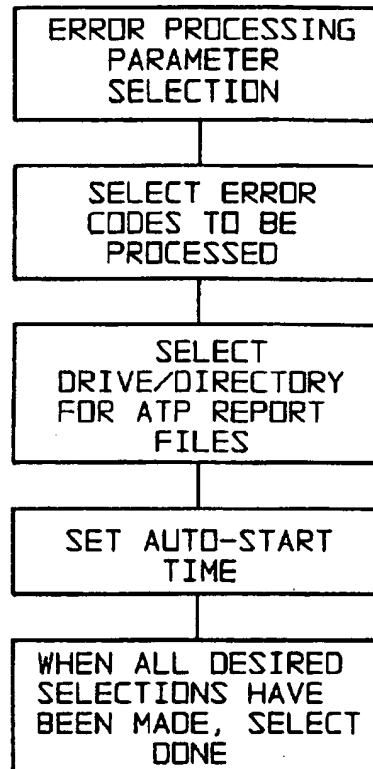 ERROR PROCESSING
PARAMETER
SELECTION
SELECT ERROR
CODES TO BE
PROCESSED
SELECT
DRIVE/DIRECTORY
FOR ATP REPORT
FILES
SET AUTO-START
TIME
WHEN ALL DESIRED
SELECTIONS HAVE
BEEN MADE, SELECT
DONE